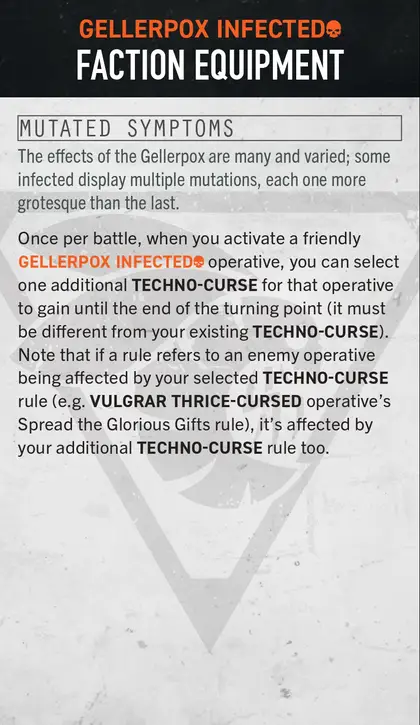 GELLERPOX INFECTED
FACTION EQUIPMENT
MUTATED SYMPTOMS
The effects of the Gellerpox are many and varied; some
infected display multiple mutations, each one more
grotesque than the last.
Once per battle, when you activate a friendly
GELLERPOX INFECTED operative, you can select
one additional TECHNO-CURSE for that operative
to gain until the end of the turning point (it must
be different from your existing TECHNO-CURSE).
Note that if a rule refers to an enemy operative
being affected by your selected TECHNO-CURSE
rule (e.g. VULGRAR THRICE-CURSED operative's
Spread the Glorious Gifts rule), it's affected by
your additional TECHNO-CURSE rule too.